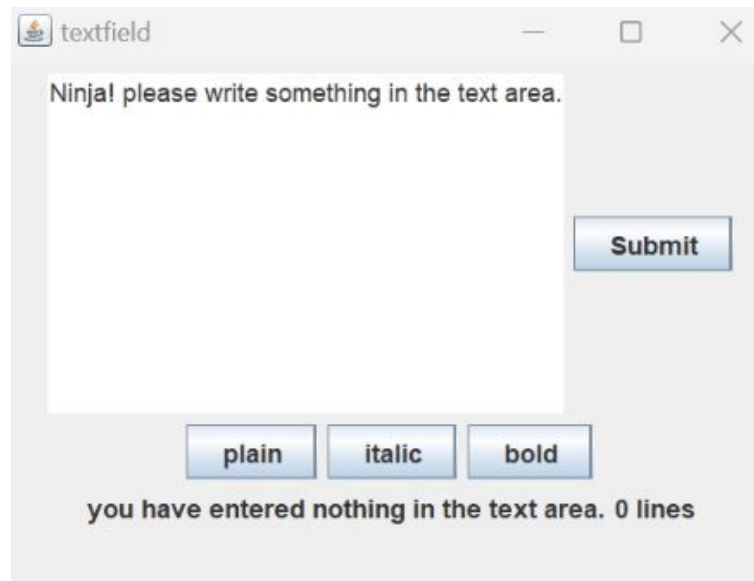 textfield
Ninja! please write something in the text area.
Submit
plain italic bold
you have entered nothing in the text area. 0 lines